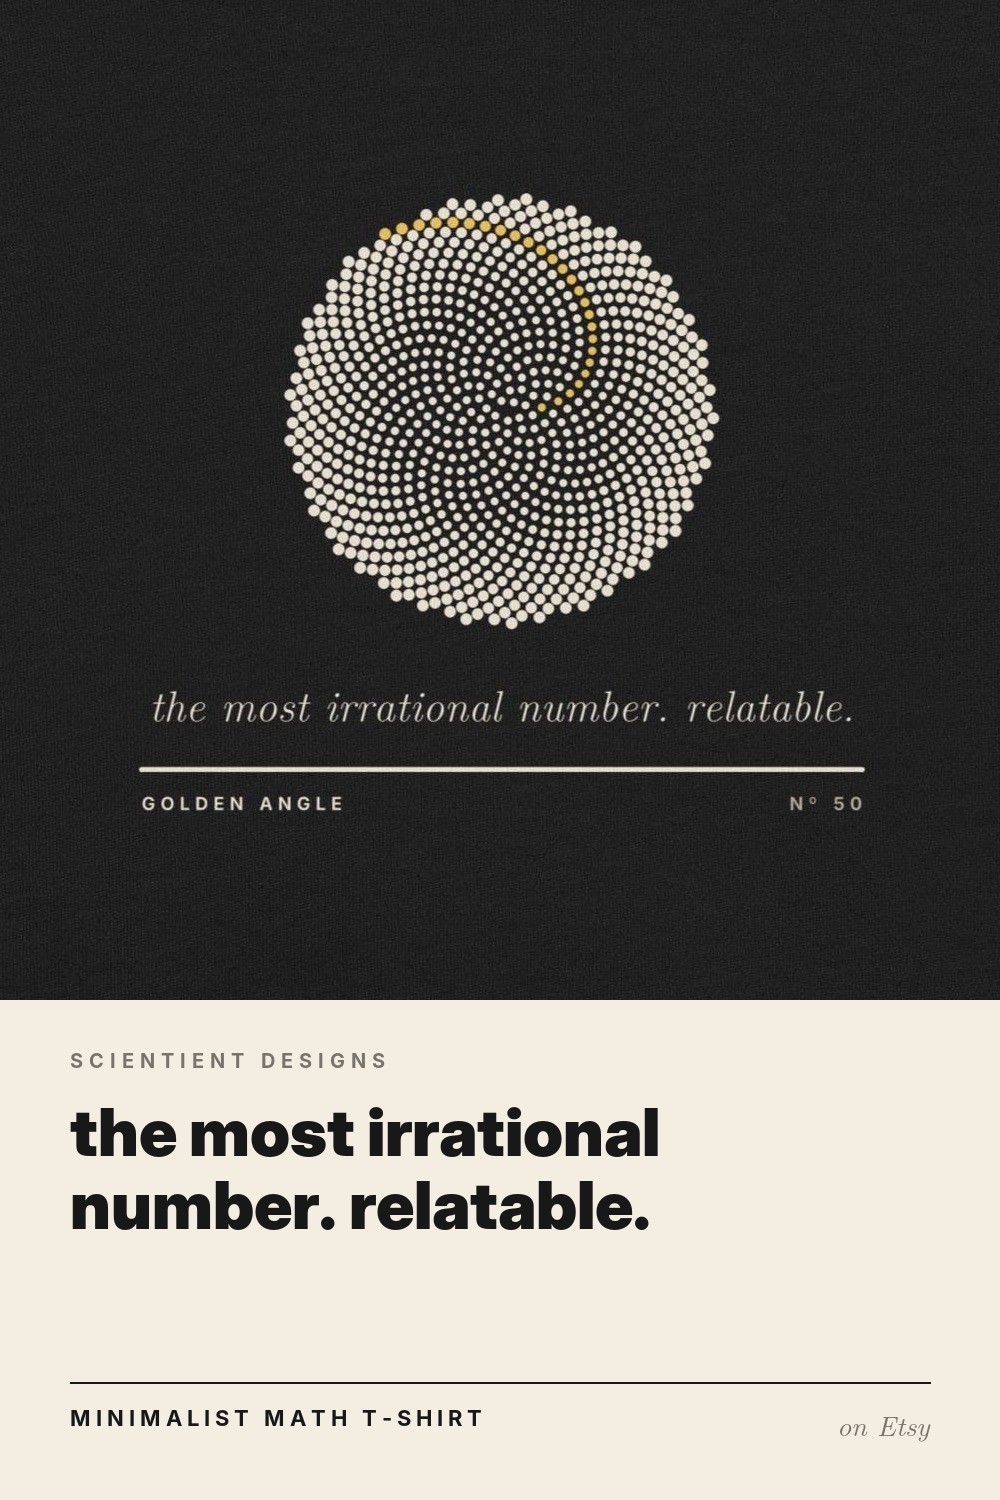 the most irrational number. relatable.
GOLDEN ANGLE
Nº 50
SCIENTIENT DESIGNS
the most irrational
number. relatable.
MINIMALIST MATH T-SHIRT
on Etsy